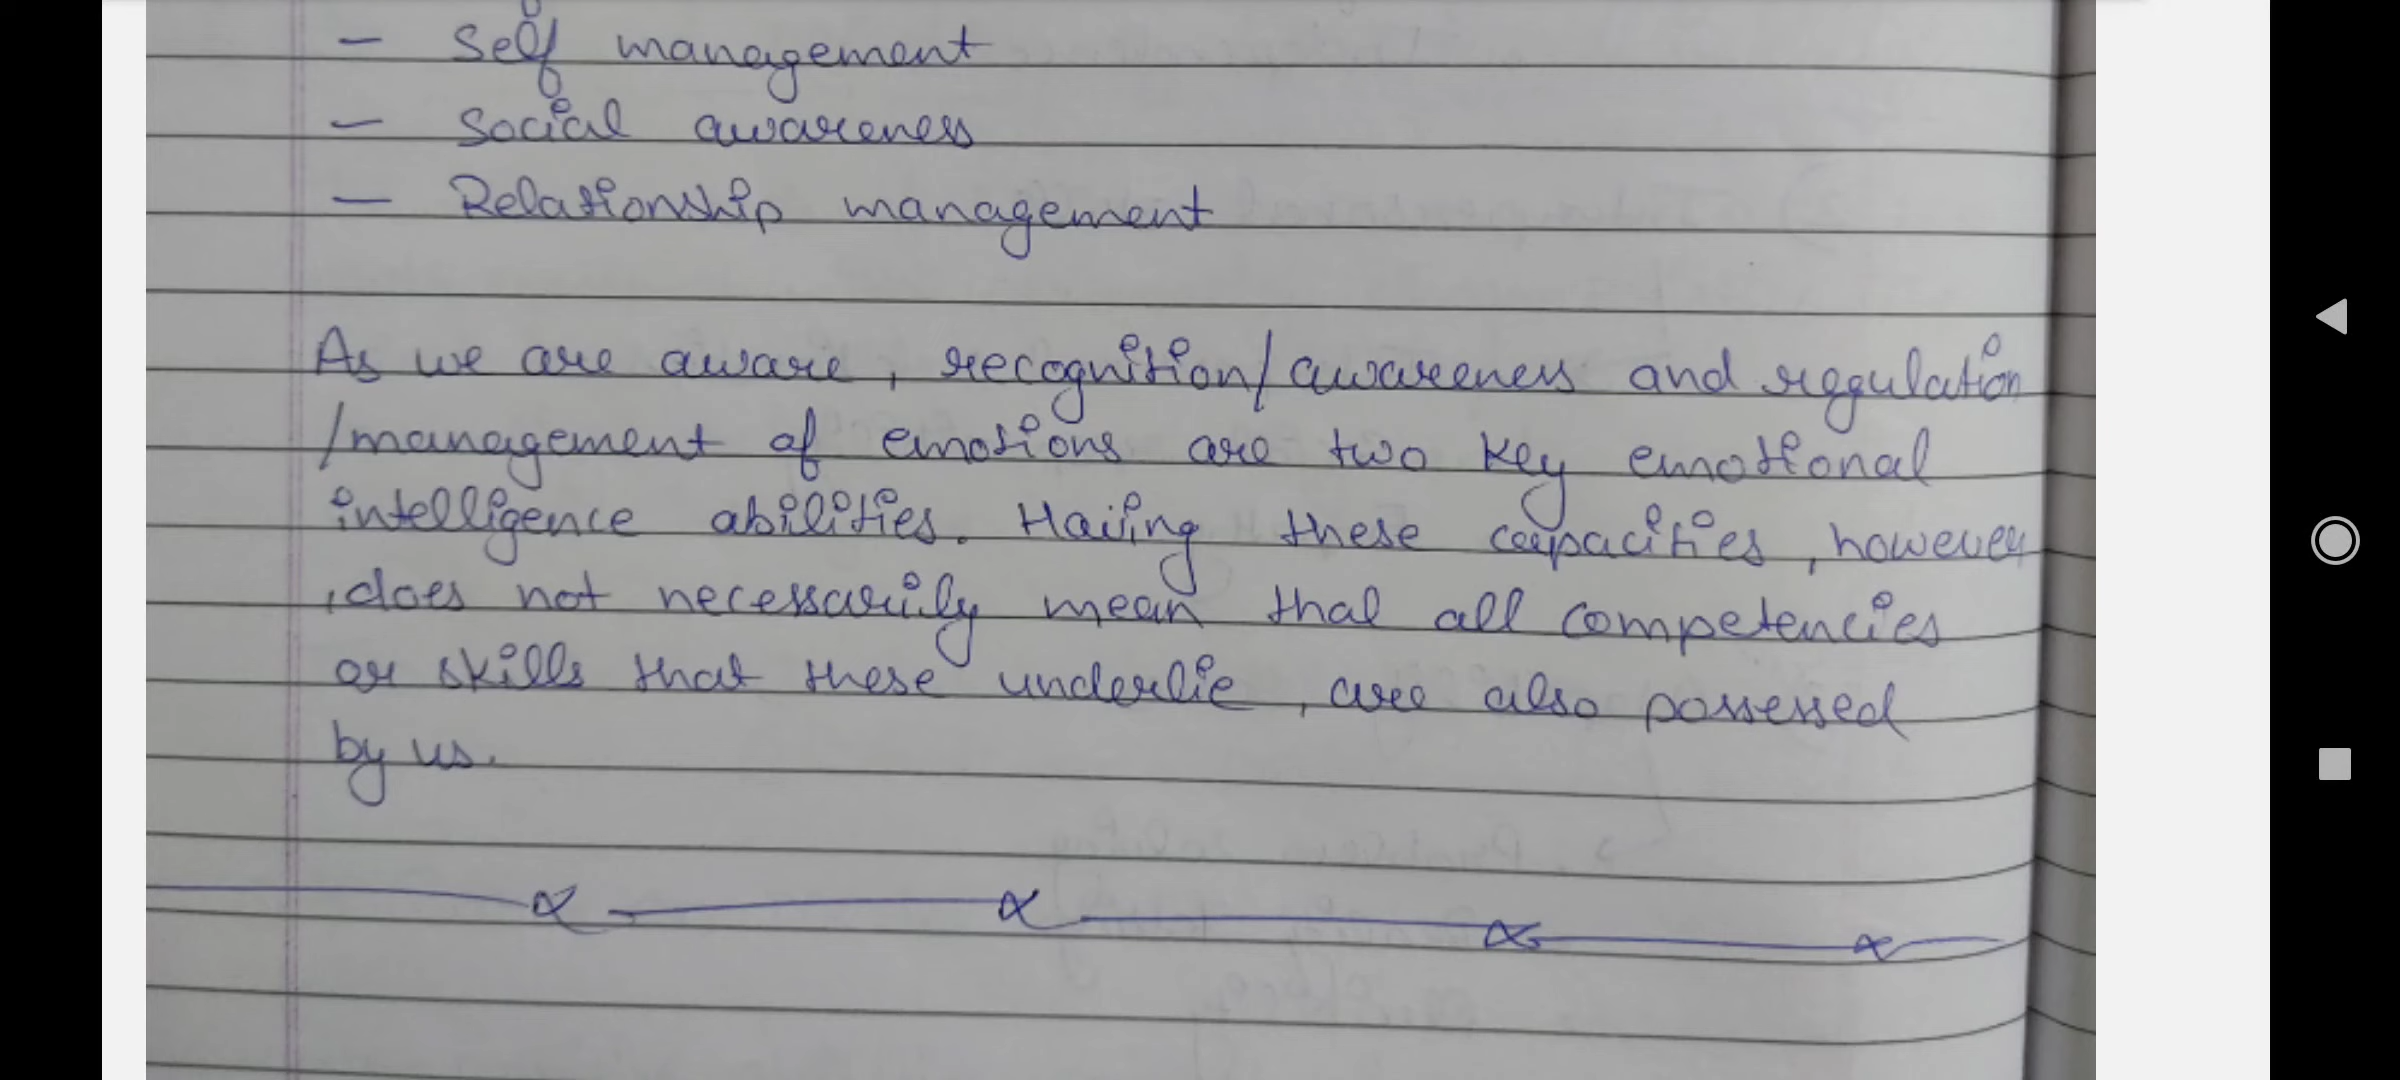 - Self management
- Social awareness
- Relationship management
As we are aware, recognition/awareness and regulation
/management of emotions are two key emotional
intelligence abilities. Having these capacities, however
, does not necessarily mean that all competencies
or skills that these underlie, are also possessed
by us.